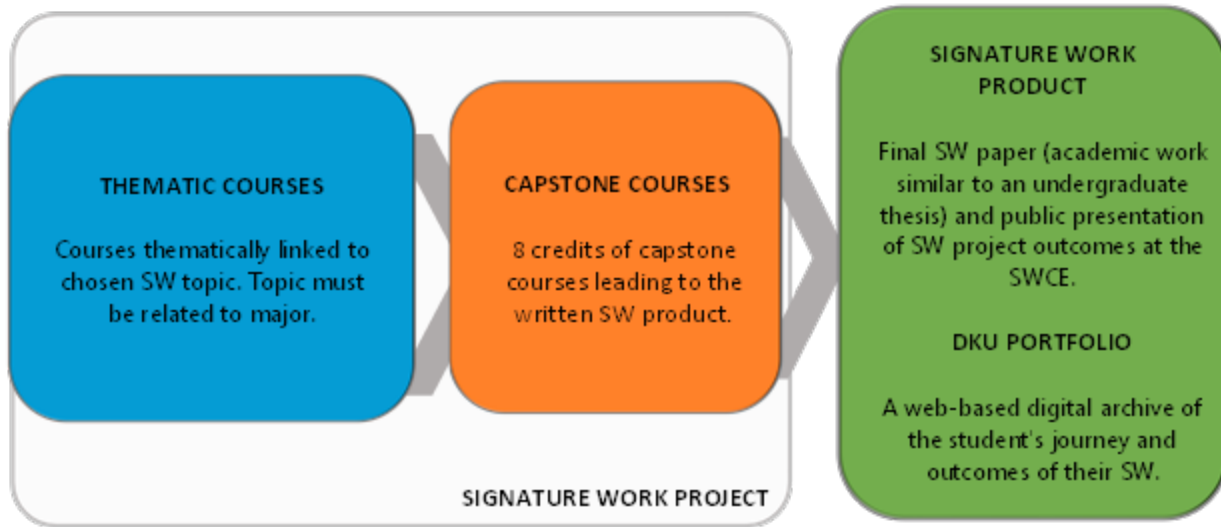 THEMATIC COURSES
Courses thematically linked to
chosen SW topic. Topic must
be related to major.
CAPSTONE COURSES
8 credits of capstone
courses leading to the
written SW product.
SIGNATURE WORK PROJECT
SIGNATURE WORK
PRODUCT
Final SW paper (academic work
similar to an undergraduate
thesis) and public presentation
of SW project outcomes at the
SWCE.
DKU PORTFOLIO
A web-based digital archive of
the student's journey and
outcomes of their SW.